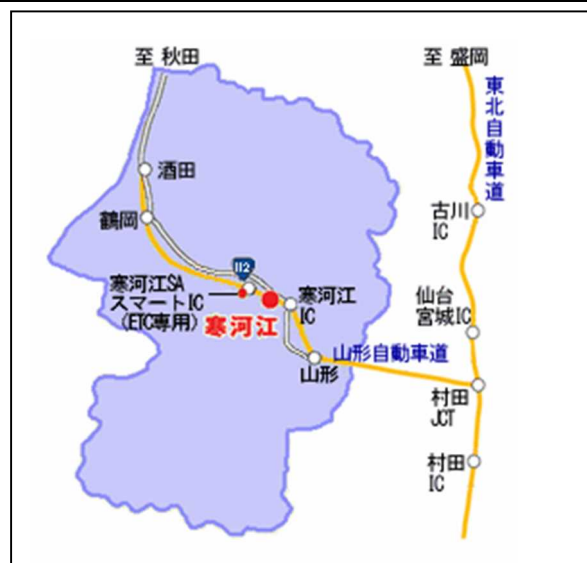 至 秋田
至 盛岡
東北自動車道
酒田
古川
IC
鶴岡
112
寒河江SA
スマートIC
(ETC専用)
寒河江
寒河江
IC
仙台
宮城IC
山形自動車道
山形
村田
JCT
村田
IC